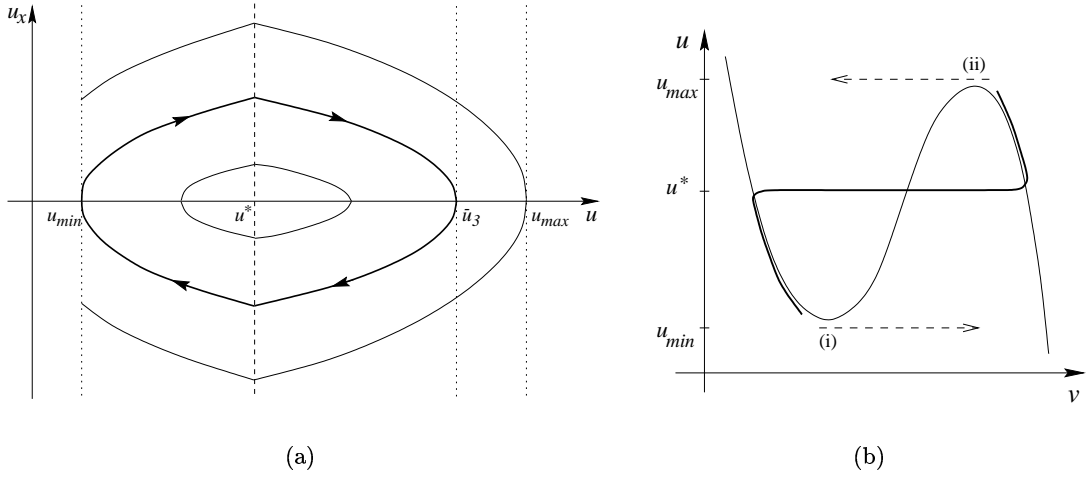 u_x
u_min
u*
ū_3
u_max
u
(a)
u
(ii)
u_max
u*
u_min
(i)
v
(b)